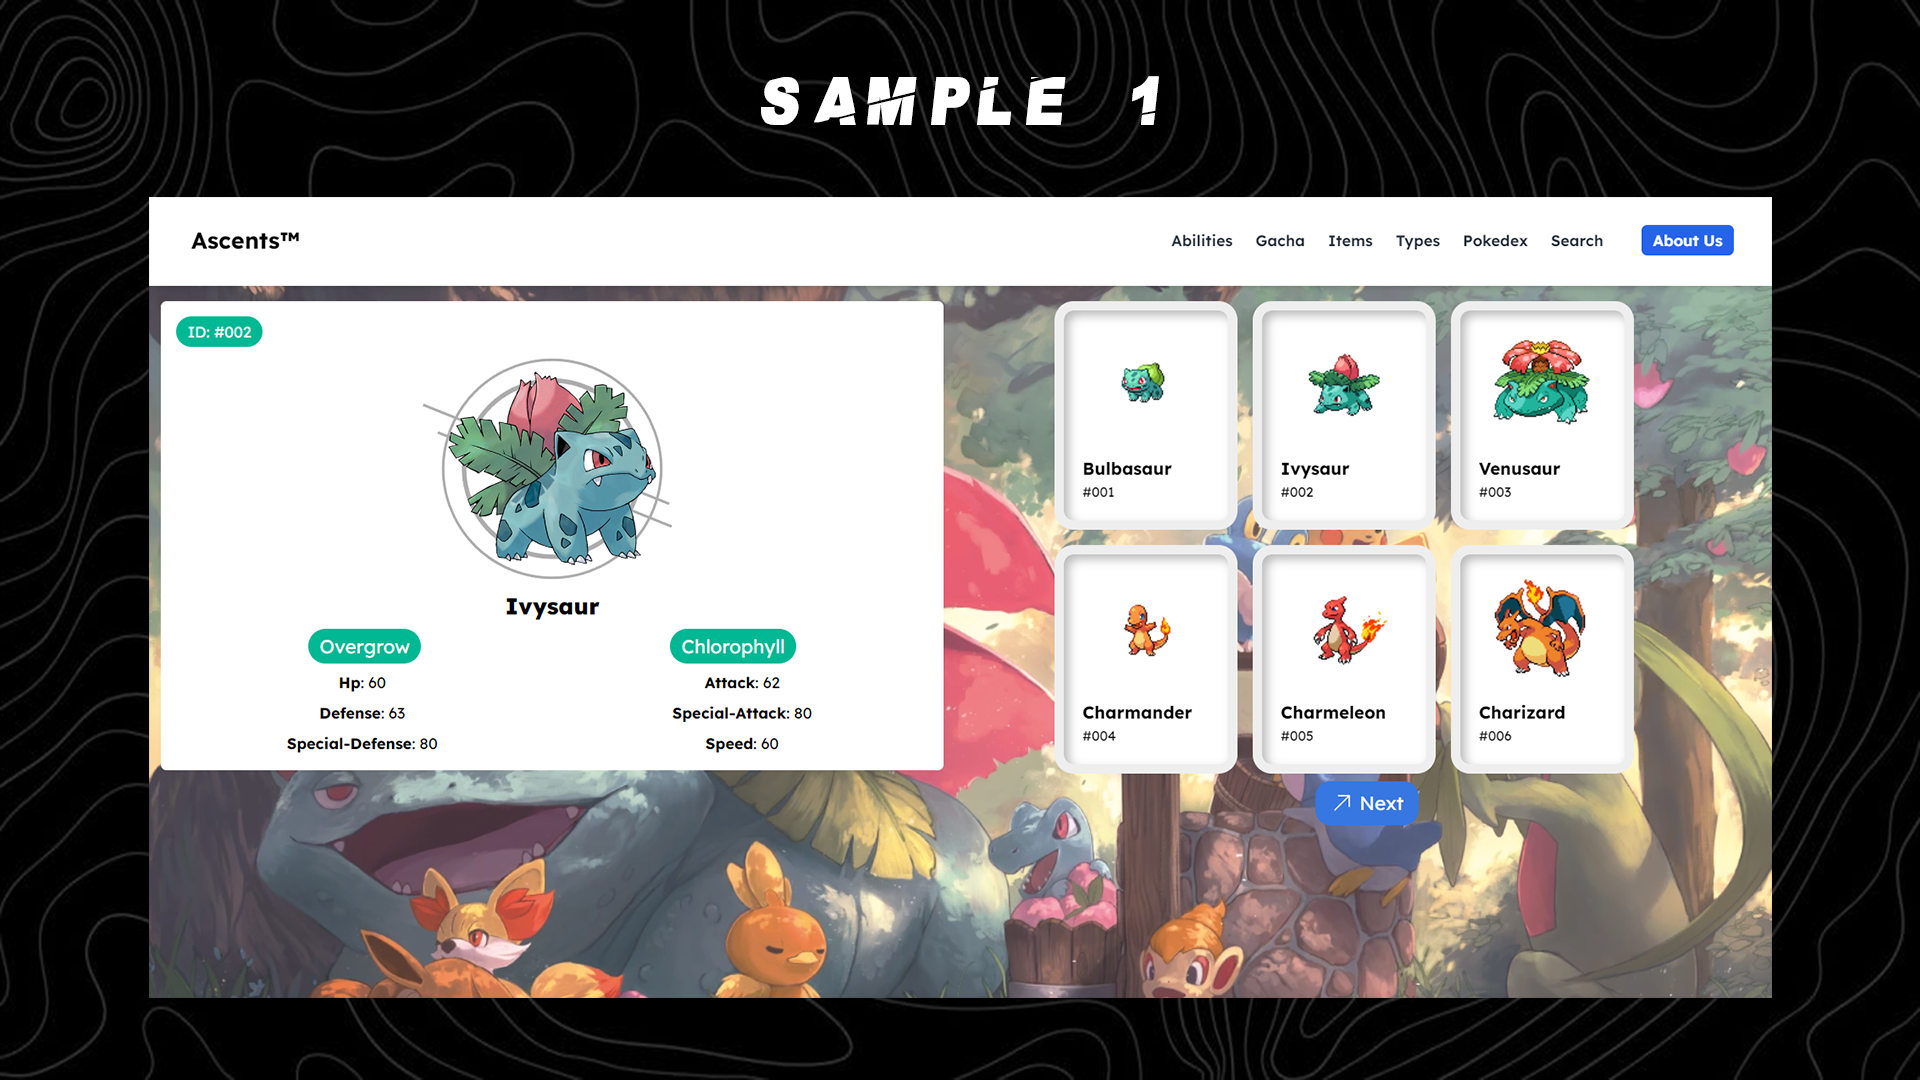 SAMPLE 1
Ascents™
Abilities Gacha Items Types Pokedex Search About Us
ID: #002
Ivysaur
Overgrow Chlorophyll
Hp: 60 Attack: 62
Defense: 63 Special-Attack: 80
Special-Defense: 80 Speed: 60
Bulbasaur
#001
Ivysaur
#002
Venusaur
#003
Charmander
#004
Charmeleon
#005
Charizard
#006
Next